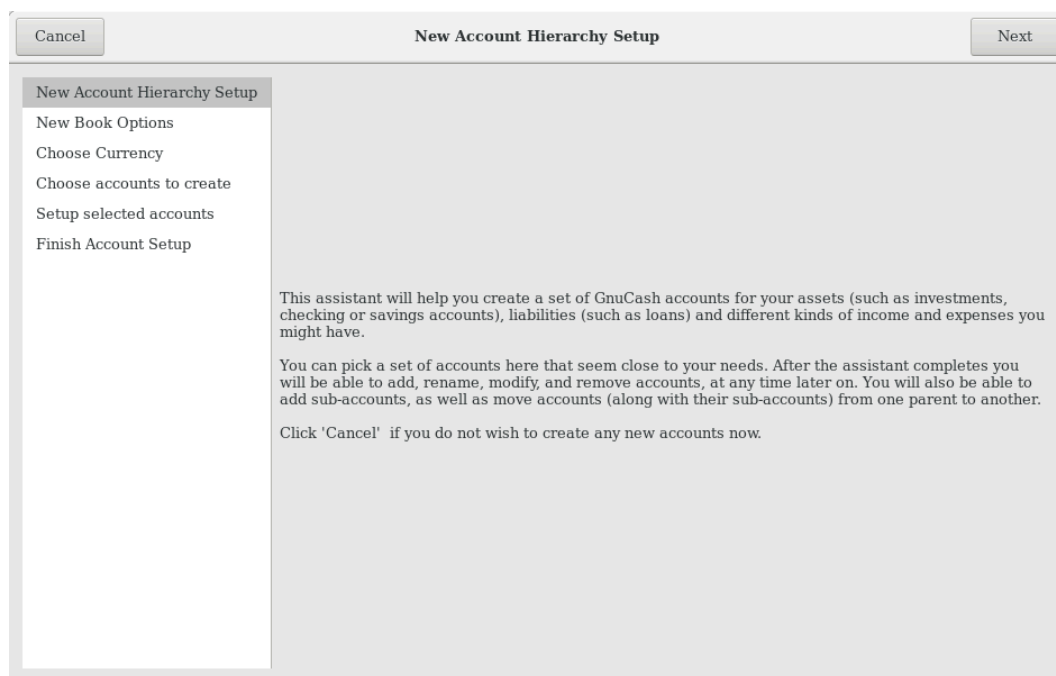 Cancel
New Account Hierarchy Setup
Next
New Account Hierarchy Setup
New Book Options
Choose Currency
Choose accounts to create
Setup selected accounts
Finish Account Setup
This assistant will help you create a set of GnuCash accounts for your assets (such as investments,
checking or savings accounts), liabilities (such as loans) and different kinds of income and expenses you
might have.
You can pick a set of accounts here that seem close to your needs. After the assistant completes you
will be able to add, rename, modify, and remove accounts, at any time later on. You will also be able to
add sub-accounts, as well as move accounts (along with their sub-accounts) from one parent to another.
Click 'Cancel'  if you do not wish to create any new accounts now.